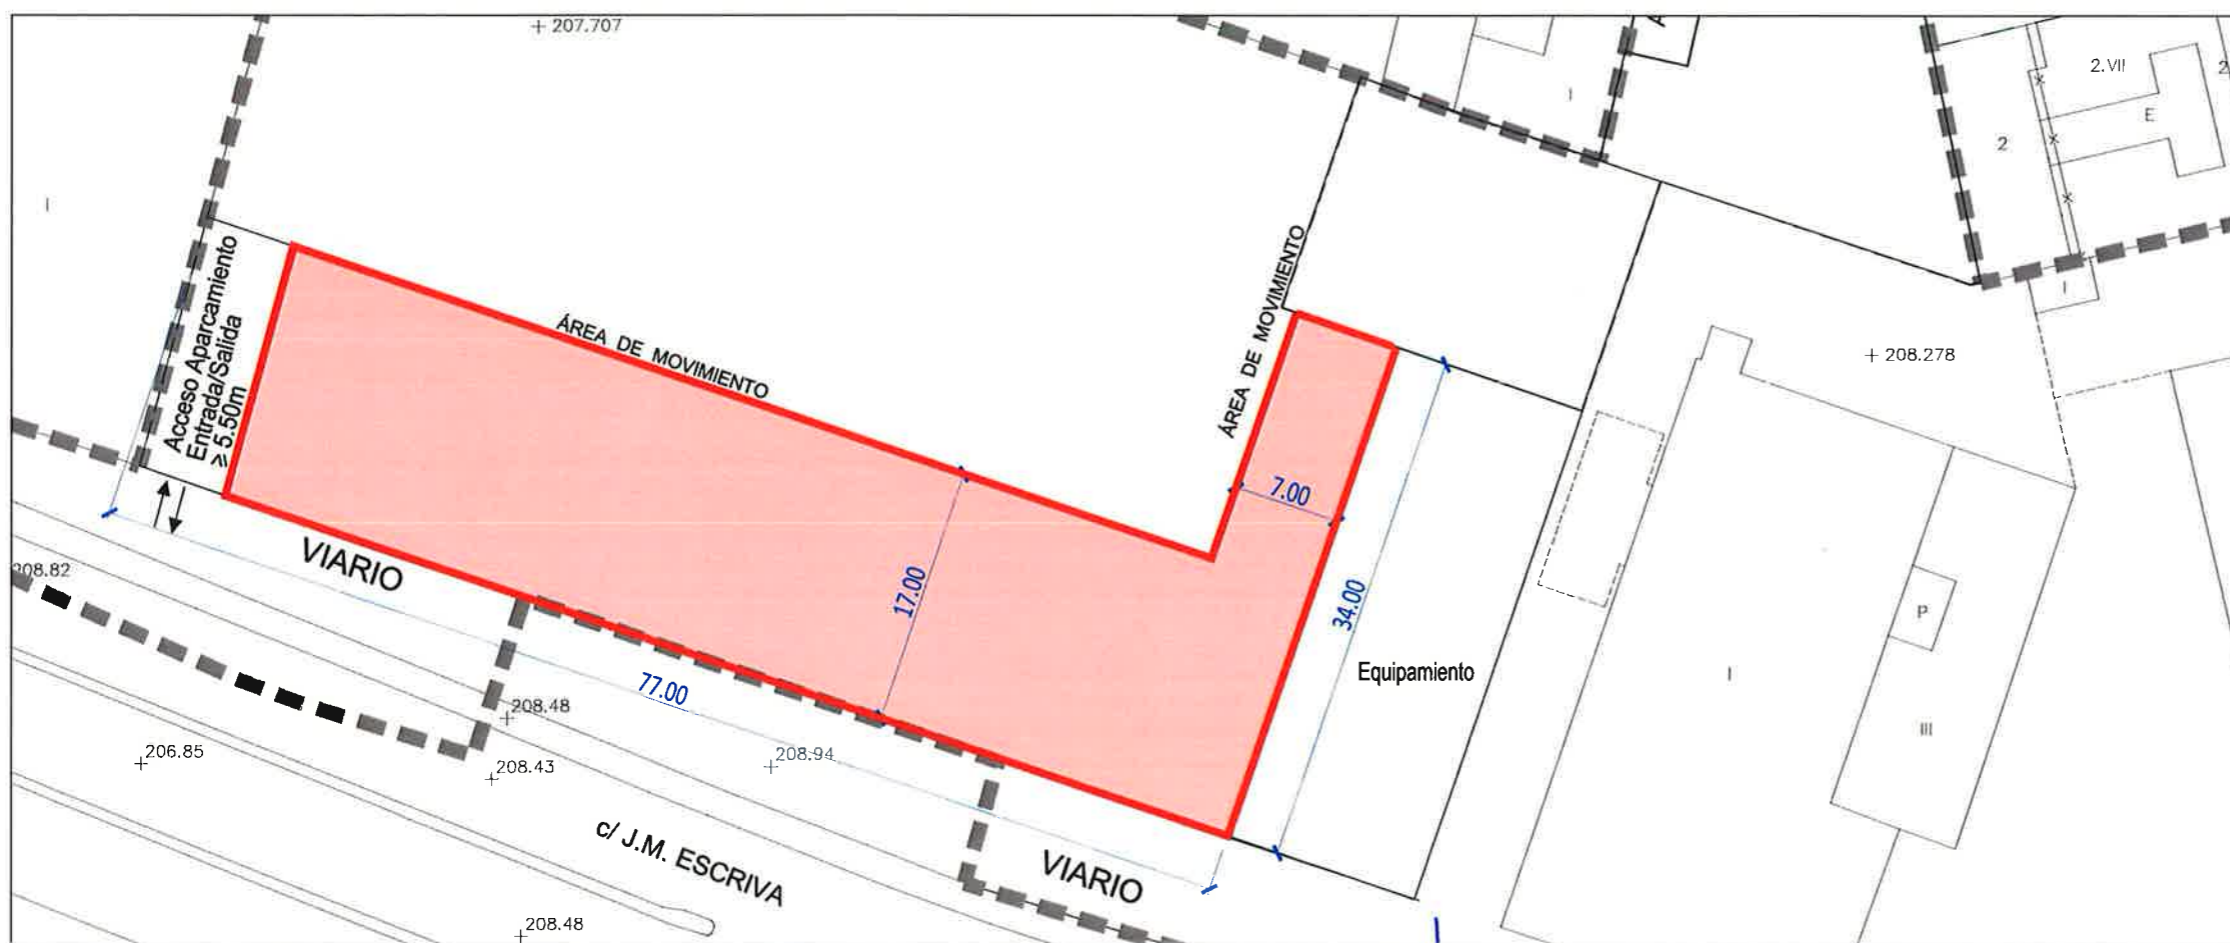 + 207.707
I
I
2.VII
2
E
2
I
Acceso Aparcamiento
Entrada/Salida
≥ 5.50m
ÁREA DE MOVIMIENTO
ÁREA DE MOVIMIENTO
+ 208.278
7.00
17.00
34.00
VIARIO
208.82
77.00
Equipamiento
P
I
III
208.48
206.85
208.43
208.94
c/ J.M. ESCRIVA
VIARIO
208.48